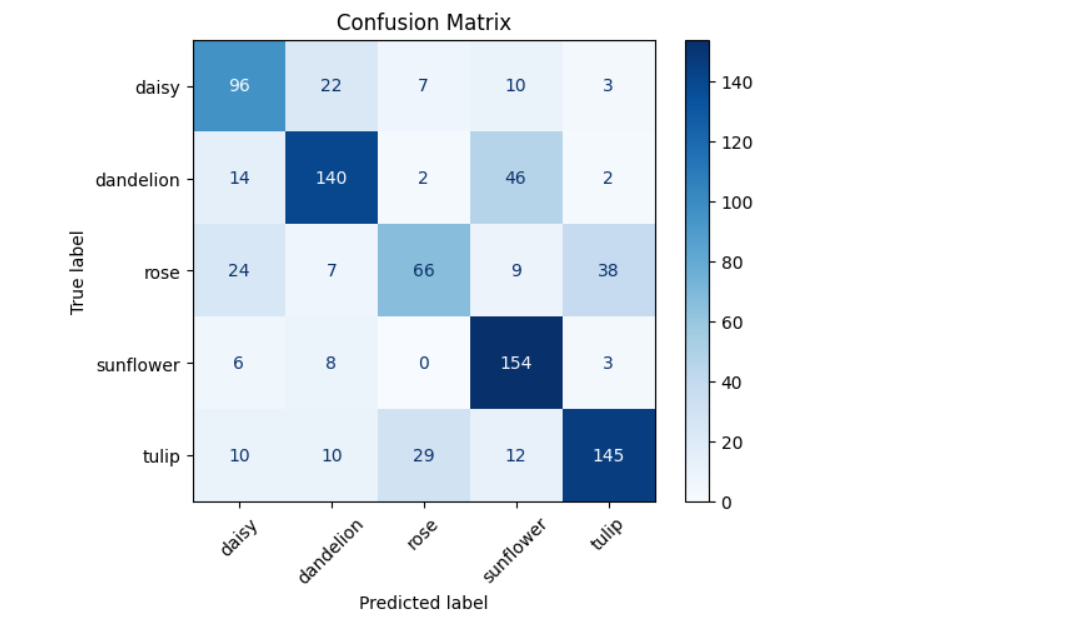 Confusion Matrix
daisy 96 22 7 10 3
dandelion 14 140 2 46 2
rose 24 7 66 9 38
sunflower 6 8 0 154 3
tulip 10 10 29 12 145
daisy dandelion rose sunflower tulip
Predicted label
True label
140
120
100
80
60
40
20
0